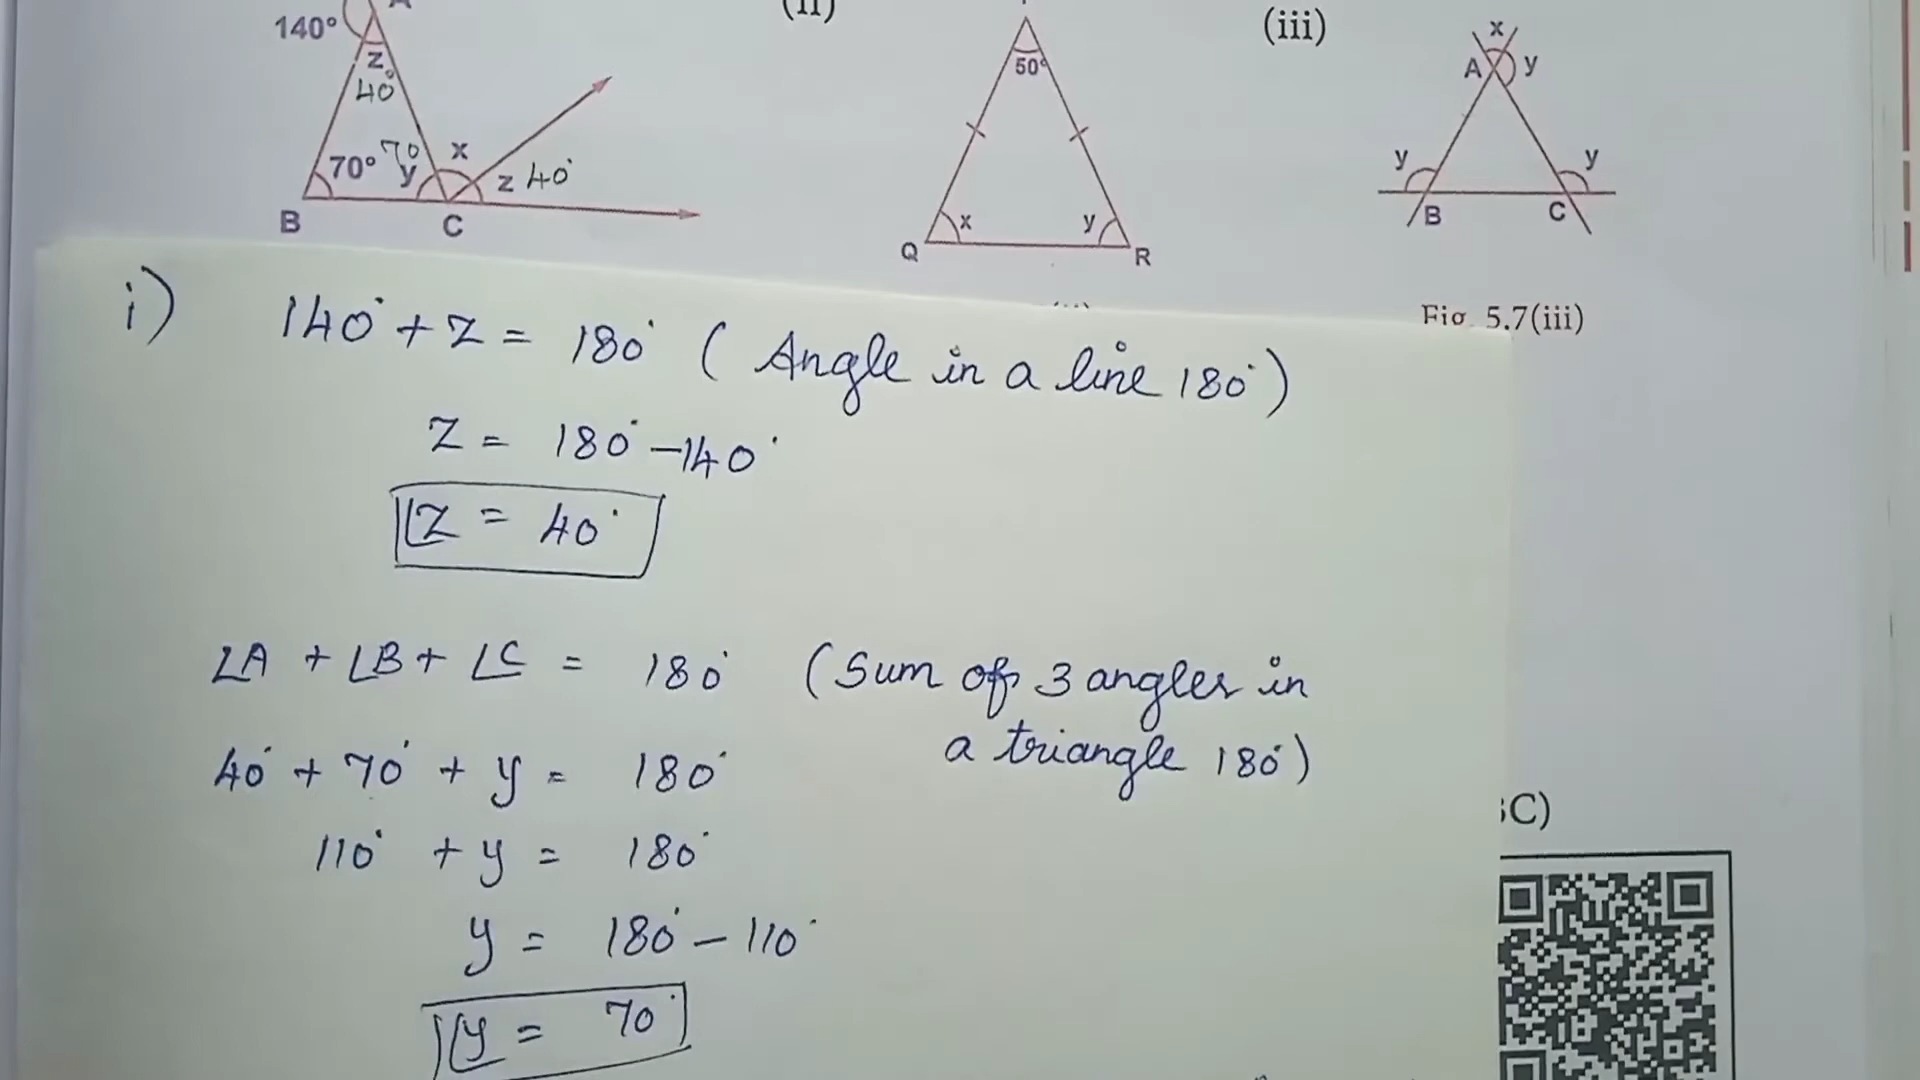 A
140°
z
40°
70° 70 y x z 40°
B C
(ii)
50°
x y
Q R
(iii)
x
A y
y y
B C
Fig. 5.7(iii)
i) 140° + z = 180° ( Angle in a line 180° )
z = 180° - 140°
∠z = 40°
∠A + ∠B + ∠C = 180° (Sum of 3 angles in
a triangle 180°)
40° + 70° + y = 180°
110° + y = 180°
y = 180° - 110°
∠y = 70°
C)